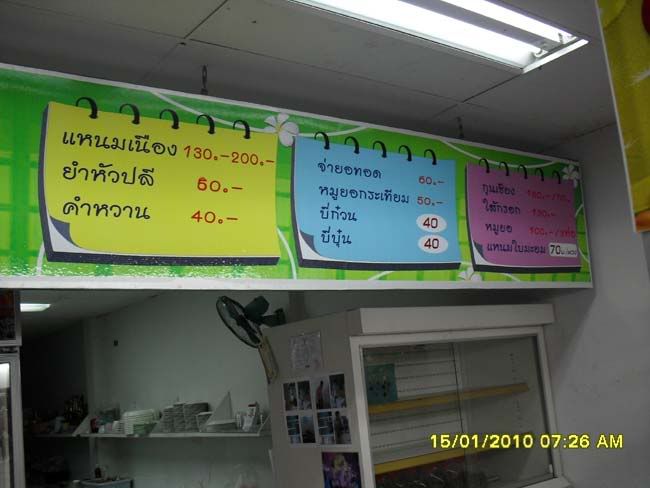 แหนมเนือง 130.-200.-
ยำหัวปลี 60.-
คำหวาน 40.-
จ่ายอทอด 60.-
หมูยอกระเทียม 50.-
บี่ก๋วน 40
บี่บุ๋น 40
กุนเชียง
ไส้กรอก 130.-
หมูยอ 100.-
แหนมใบมะยม 70
15/01/2010 07:26 AM